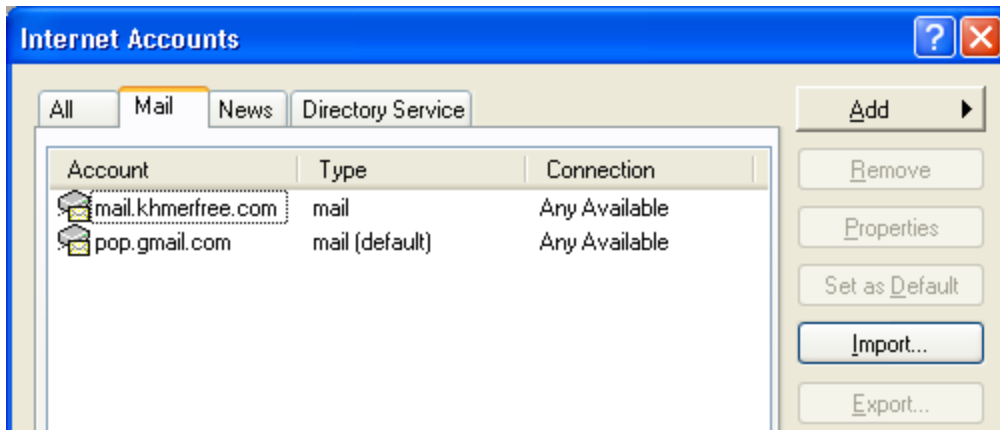 Internet Accounts
All Mail News Directory Service
Add
Account Type Connection
Remove
mail.khmerfree.com mail Any Available
Properties
pop.gmail.com mail (default) Any Available
Set as Default
Import...
Export...